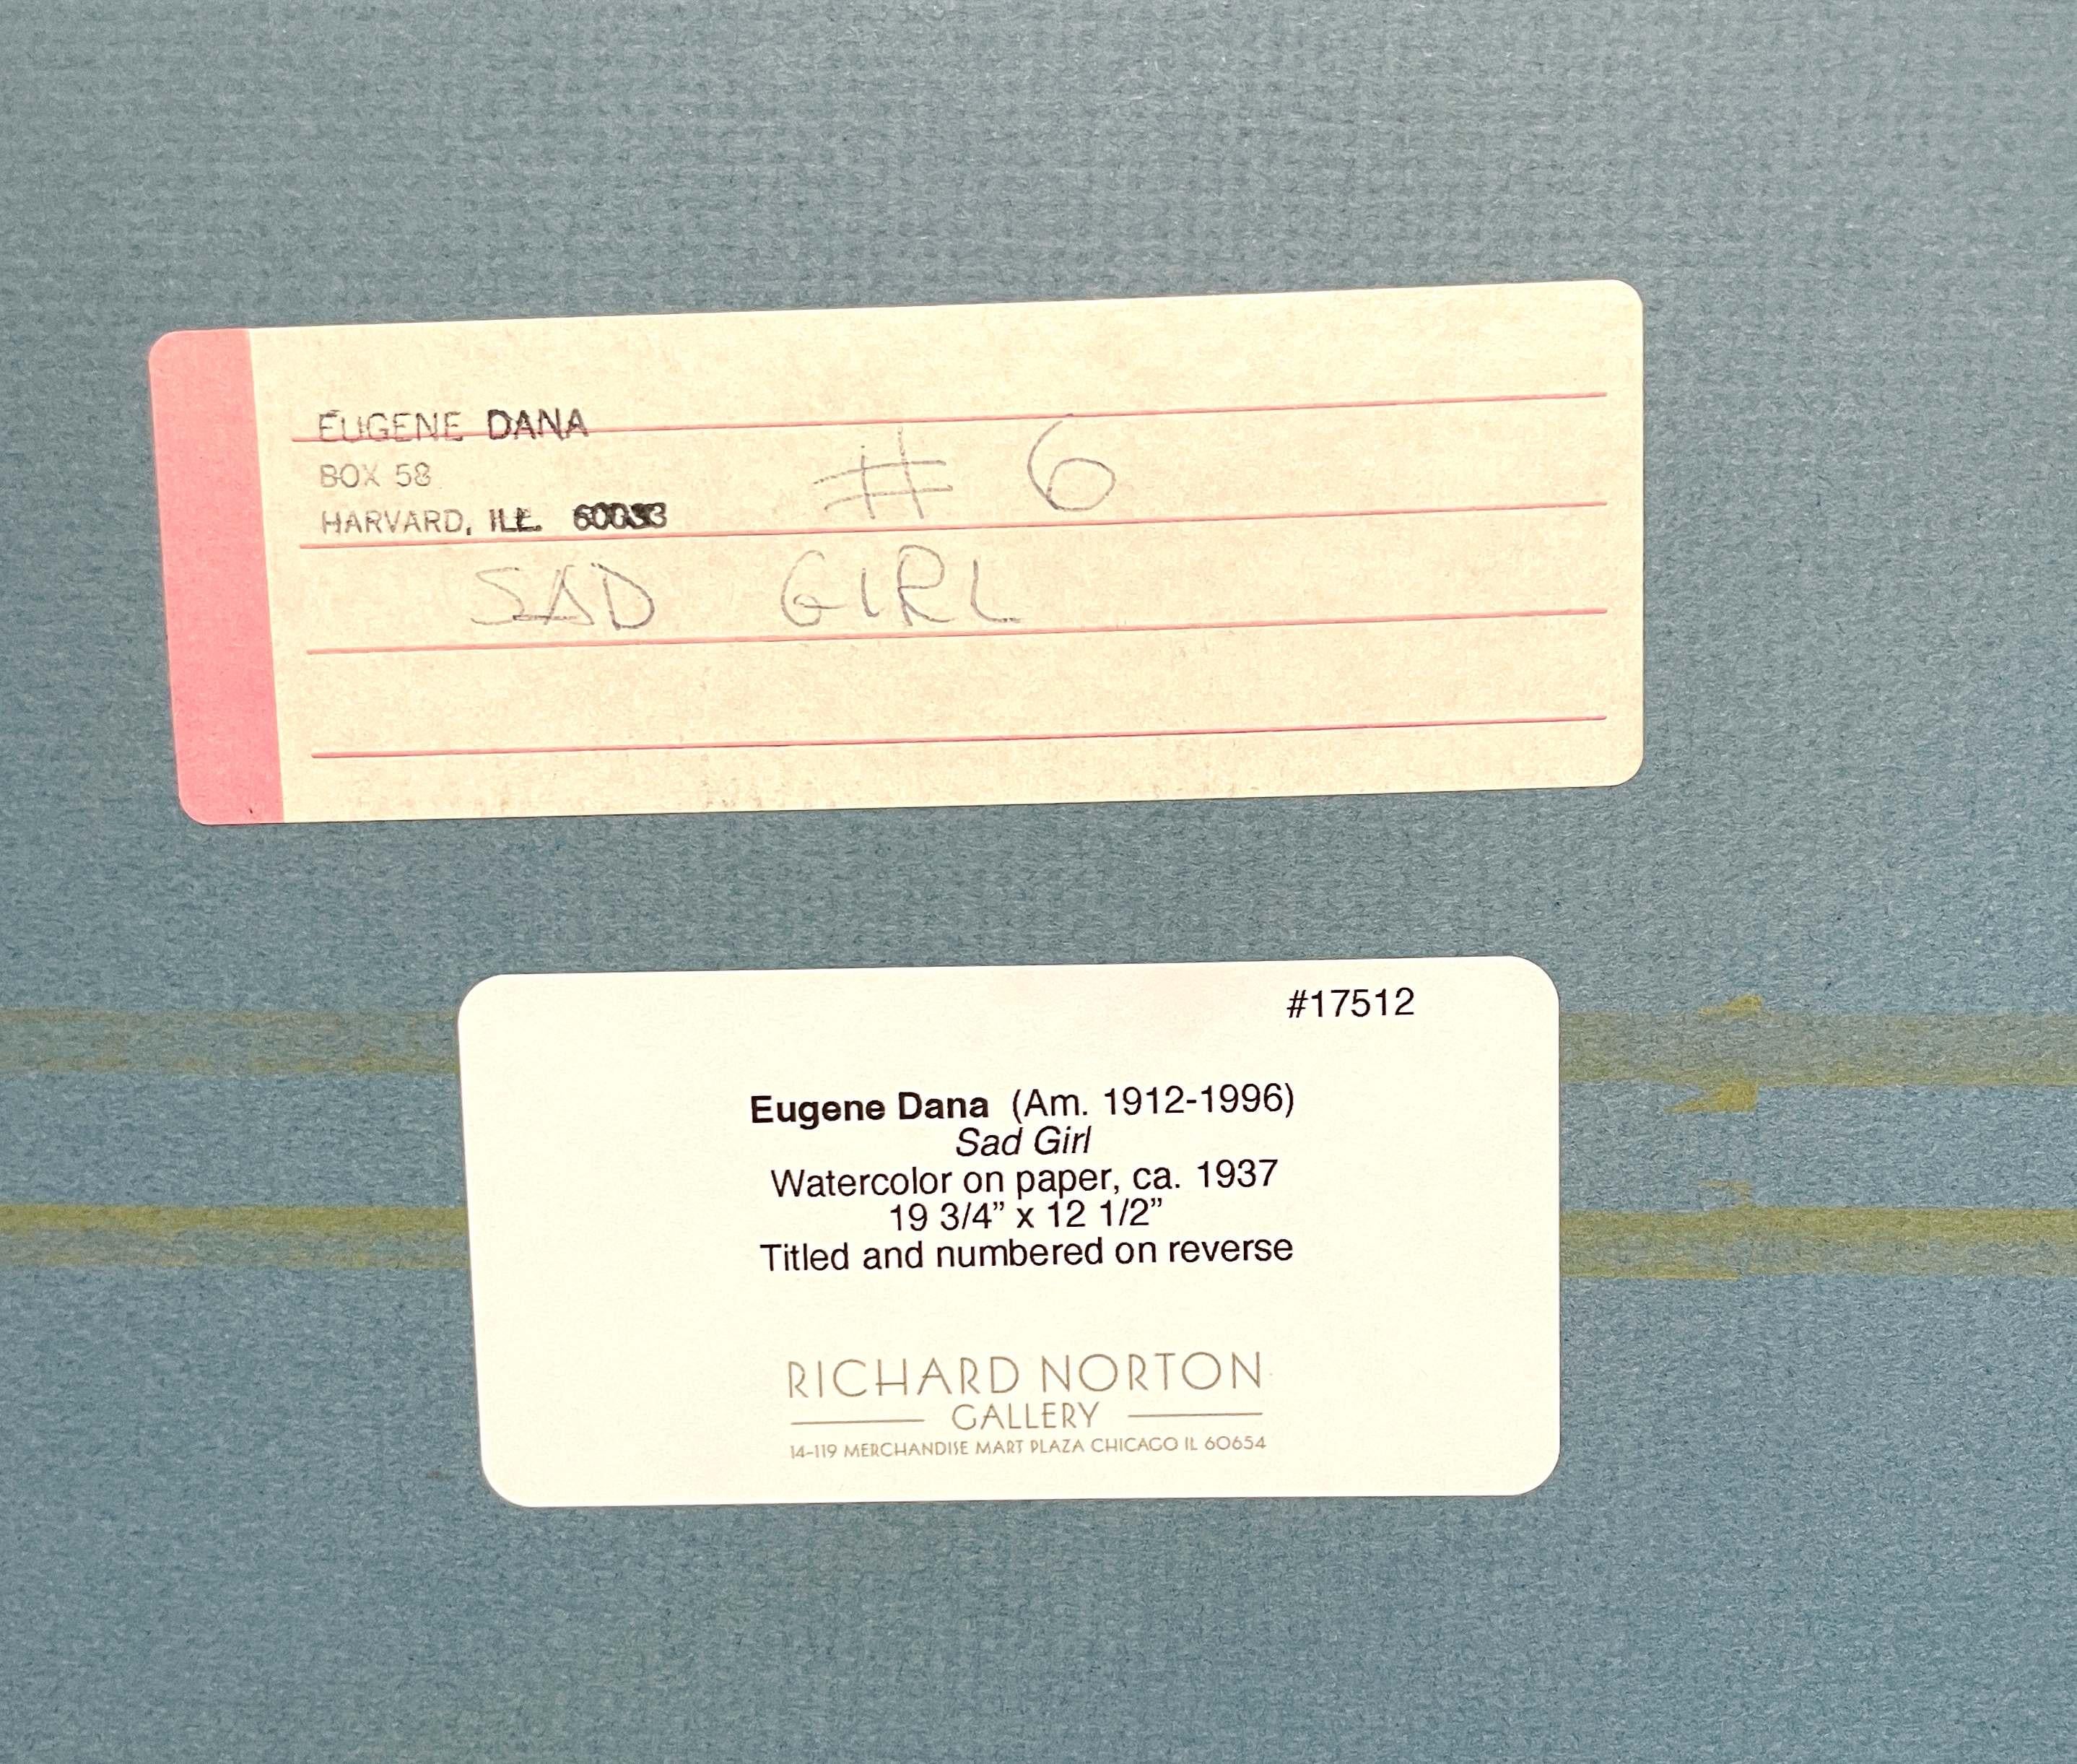 EUGENE DANA
BOX 58
HARVARD, ILL. 60033
# 6
SAD GIRL
#17512
Eugene Dana (Am. 1912-1996)
Sad Girl
Watercolor on paper, ca. 1937
19 3/4” x 12 1/2”
Titled and numbered on reverse
RICHARD NORTON
GALLERY
14-119 MERCHANDISE MART PLAZA CHICAGO IL 60654